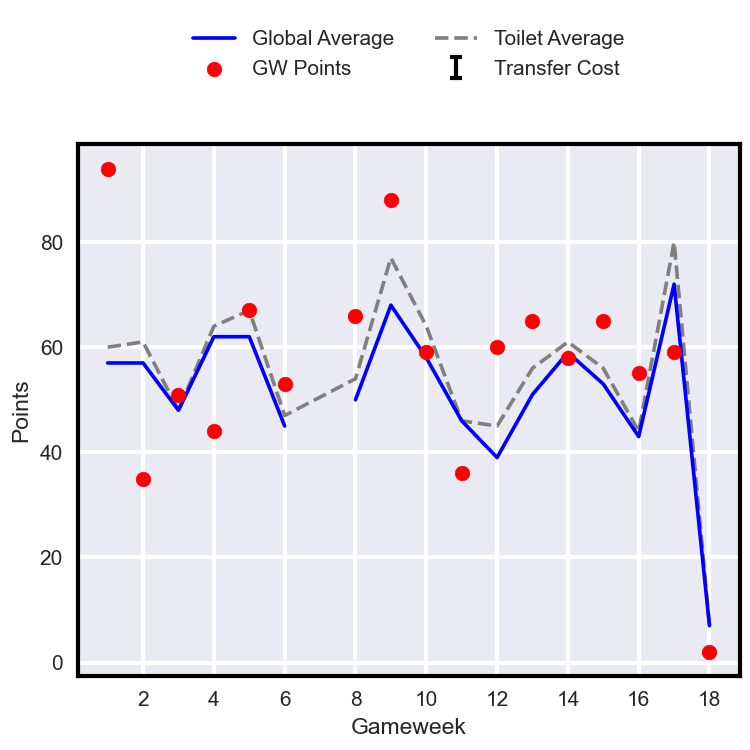 Global Average Toilet Average
GW Points Transfer Cost
80
60
40
20
0
Points
2 4 6 8 10 12 14 16 18
Gameweek